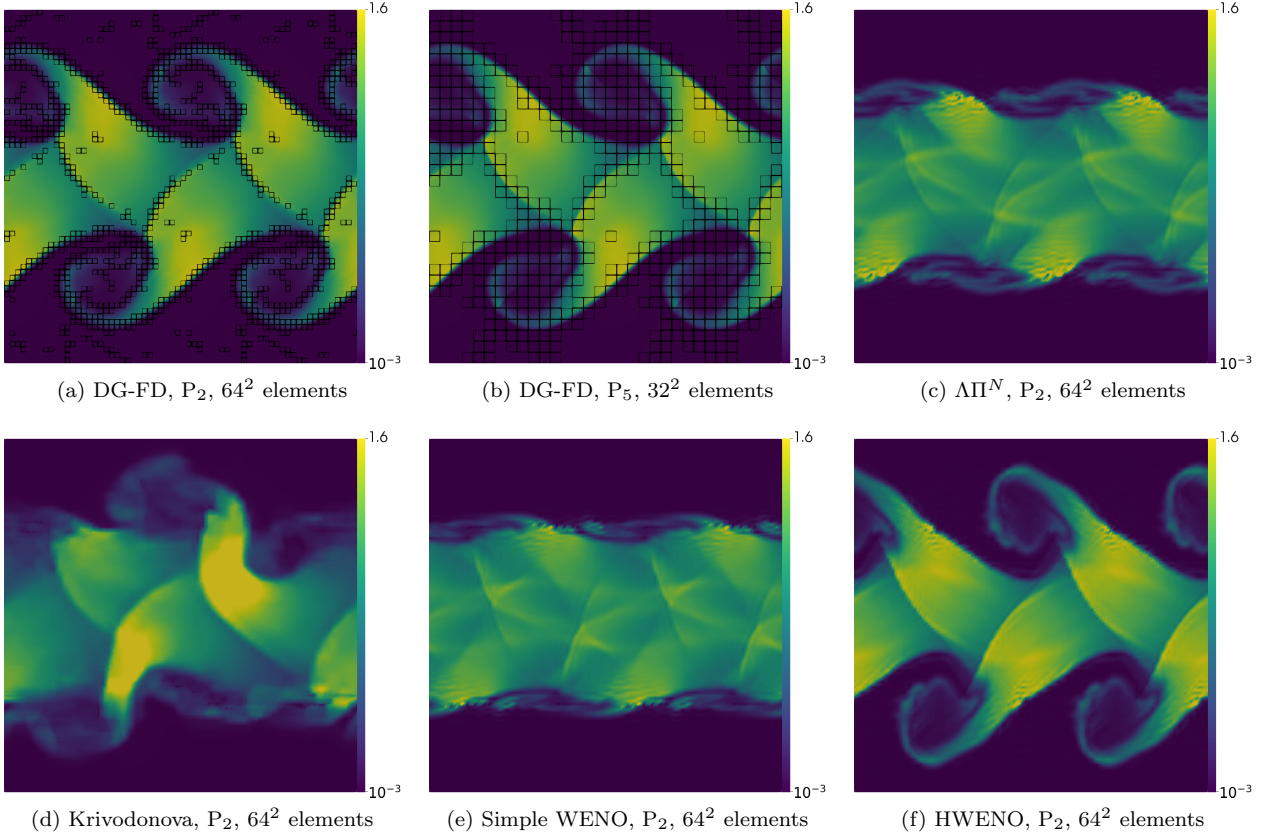 1.6
10⁻³
(a) DG-FD, P₂, 64² elements
1.6
10⁻³
(b) DG-FD, P₅, 32² elements
1.6
10⁻³
(c) ΛΠᴺ, P₂, 64² elements
1.6
10⁻³
(d) Krivodonova, P₂, 64² elements
1.6
10⁻³
(e) Simple WENO, P₂, 64² elements
1.6
10⁻³
(f) HWENO, P₂, 64² elements